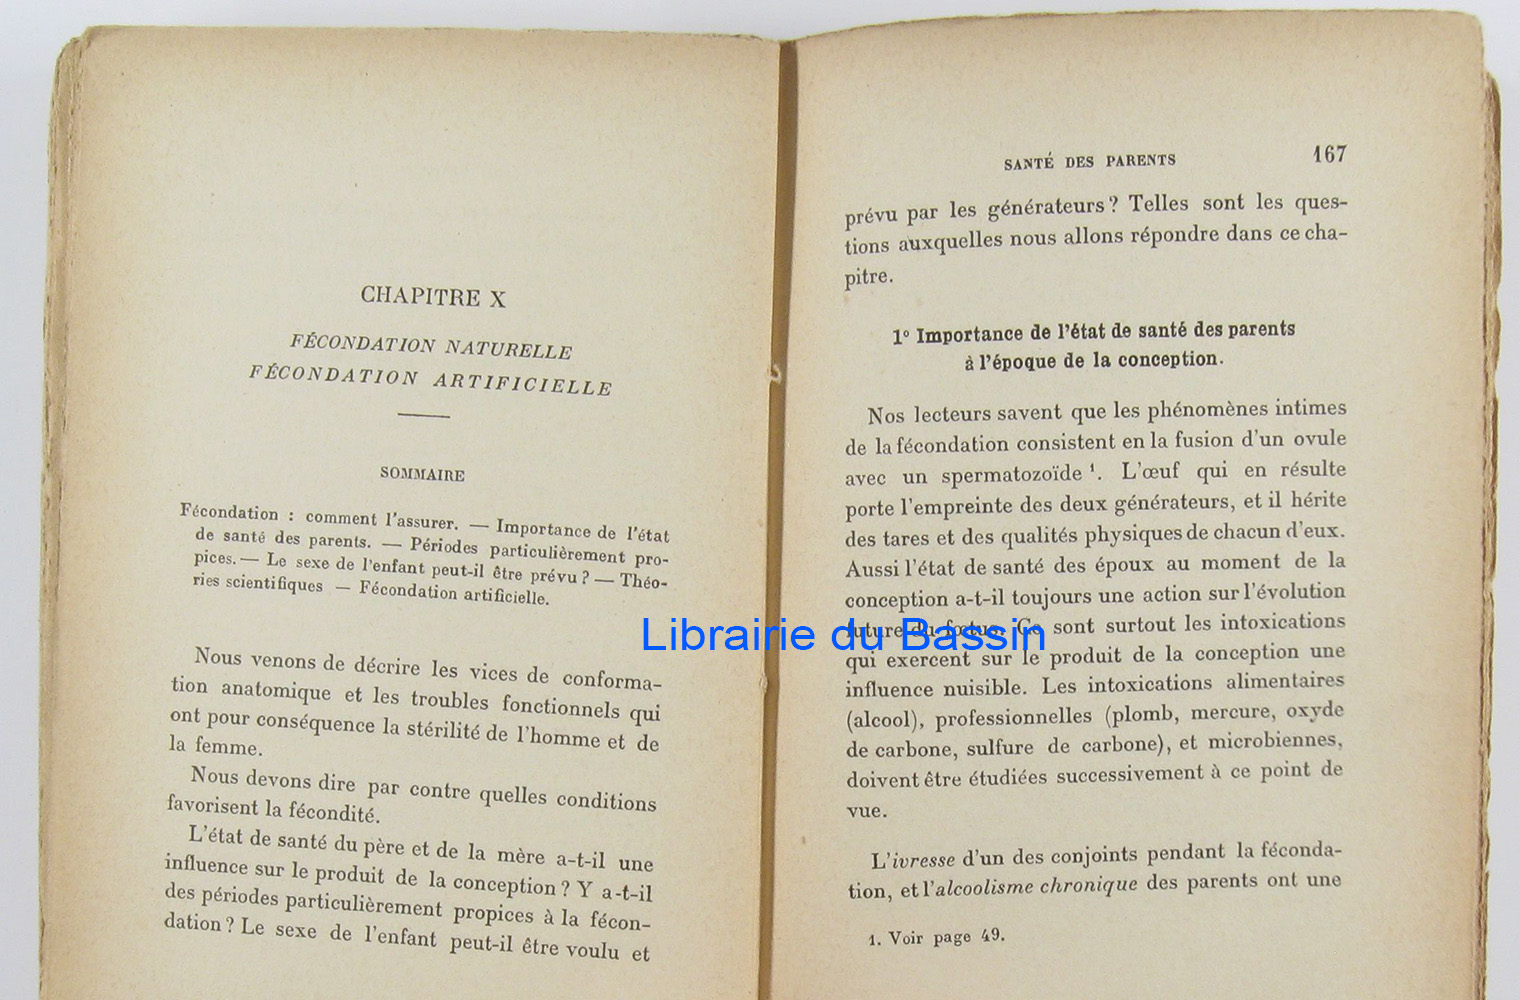 CHAPITRE X
FÉCONDATION NATURELLE
FÉCONDATION ARTIFICIELLE
SOMMAIRE
Fécondation : comment l'assurer. — Importance de l'état
de santé des parents. — Périodes particulièrement pro-
pices. — Le sexe de l'enfant peut-il être prévu ? — Théo-
ries scientifiques — Fécondation artificielle.
Nous venons de décrire les vices de conforma-
tion anatomique et les troubles fonctionnels qui
ont pour conséquence la stérilité de l'homme et de
la femme.
Nous devons dire par contre quelles conditions
favorisent la fécondité.
L'état de santé du père et de la mère a-t-il une
influence sur le produit de la conception ? Y a-t-il
des périodes particulièrement propices à la fécon-
dation ? Le sexe de l'enfant peut-il être voulu et
SANTÉ DES PARENTS 167
prévu par les générateurs ? Telles sont les ques-
tions auxquelles nous allons répondre dans ce cha-
pitre.
1º Importance de l'état de santé des parents
à l'époque de la conception.
Nos lecteurs savent que les phénomènes intimes
de la fécondation consistent en la fusion d'un ovule
avec un spermatozoïde ¹. L'œuf qui en résulte
porte l'empreinte des deux générateurs, et il hérite
des tares et des qualités physiques de chacun d'eux.
Aussi l'état de santé des époux au moment de la
conception a-t-il toujours une action sur l'évolution
future du fœtus. Ce sont surtout les intoxications
qui exercent sur le produit de la conception une
influence nuisible. Les intoxications alimentaires
(alcool), professionnelles (plomb, mercure, oxyde
de carbone, sulfure de carbone), et microbiennes,
doivent être étudiées successivement à ce point de
vue.
L'ivresse d'un des conjoints pendant la féconda-
tion, et l'alcoolisme chronique des parents ont une
1. Voir page 49.
Librairie du Bassin